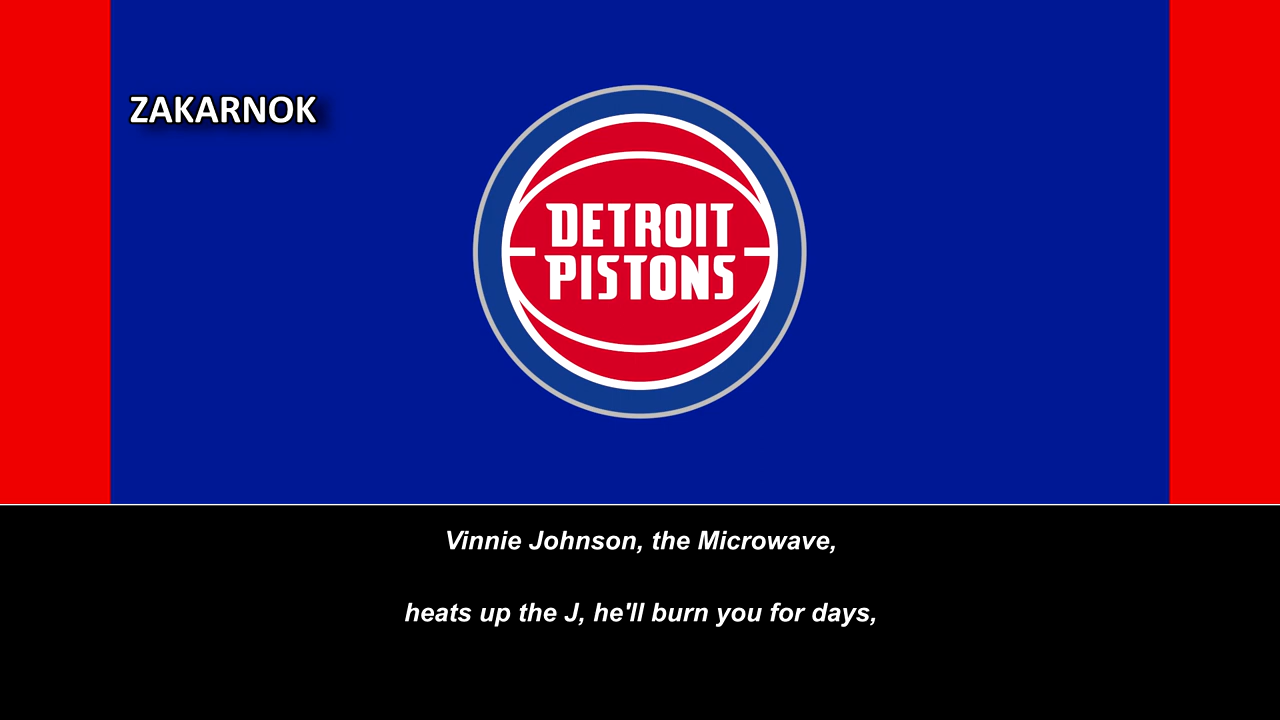 ZAKARNOK
DETROIT
PISTONS
Vinnie Johnson, the Microwave,
heats up the J, he'll burn you for days,